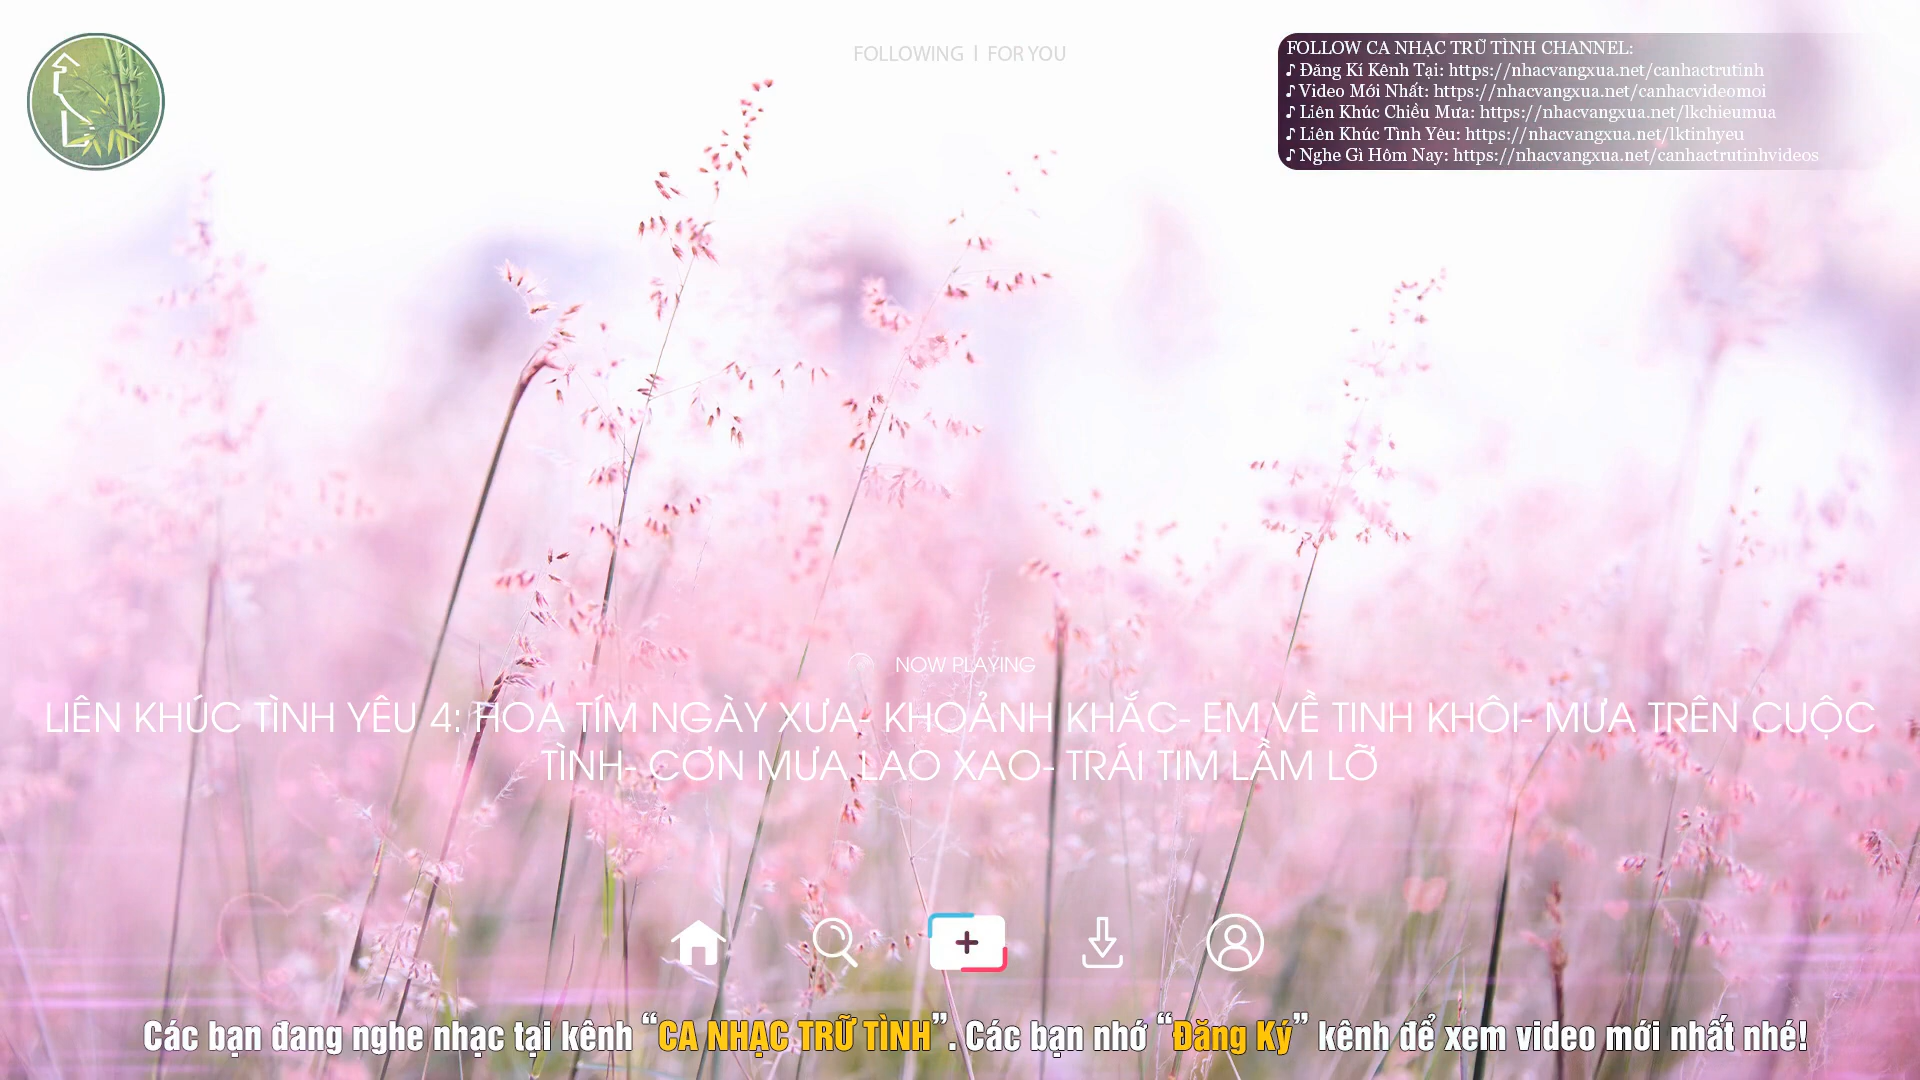 FOLLOWING | FOR YOU
FOLLOW CA NHẠC TRỮ TÌNH CHANNEL:
♪ Đăng Kí Kênh Tại: https://nhacvangxua.net/canhactrutinh
♪ Video Mới Nhất: https://nhacvangxua.net/canhacvideomoi
♪ Liên Khúc Chiều Mưa: https://nhacvangxua.net/lkchieumua
♪ Liên Khúc Tình Yêu: https://nhacvangxua.net/lktinhyeu
♪ Nghe Gì Hôm Nay: https://nhacvangxua.net/canhactrutinhvideos
NOW PLAYING
LIÊN KHÚC TÌNH YÊU 4: HOA TÍM NGÀY XƯA- KHOẢNH KHẮC- EM VỀ TINH KHÔI- MƯA TRÊN CUỘC
TÌNH- CƠN MƯA LAO XAO- TRÁI TIM LẦM LỠ
Các bạn đang nghe nhạc tại kênh “CA NHẠC TRỮ TÌNH”. Các bạn nhớ “Đăng Ký” kênh để xem video mới nhất nhé!